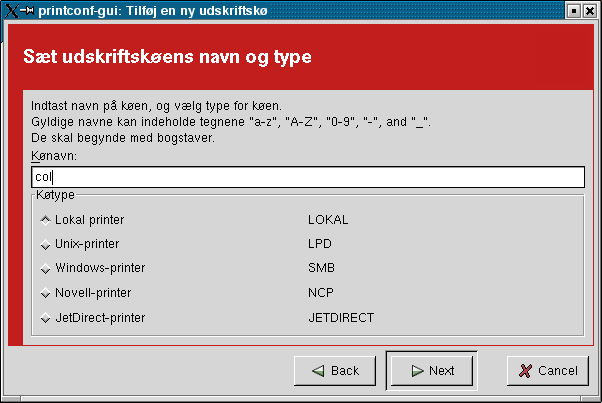 printconf-gui: Tilføj en ny udskriftskø
Sæt udskriftskøens navn og type
Indtast navn på køen, og vælg type for køen.
Gyldige navne kan indeholde tegnene "a-z", "A-Z", "0-9", "-", and "_".
De skal begynde med bogstaver.
Kønavn:
col
Køtype
Lokal printer LOKAL
Unix-printer LPD
Windows-printer SMB
Novell-printer NCP
JetDirect-printer JETDIRECT
Back Next Cancel